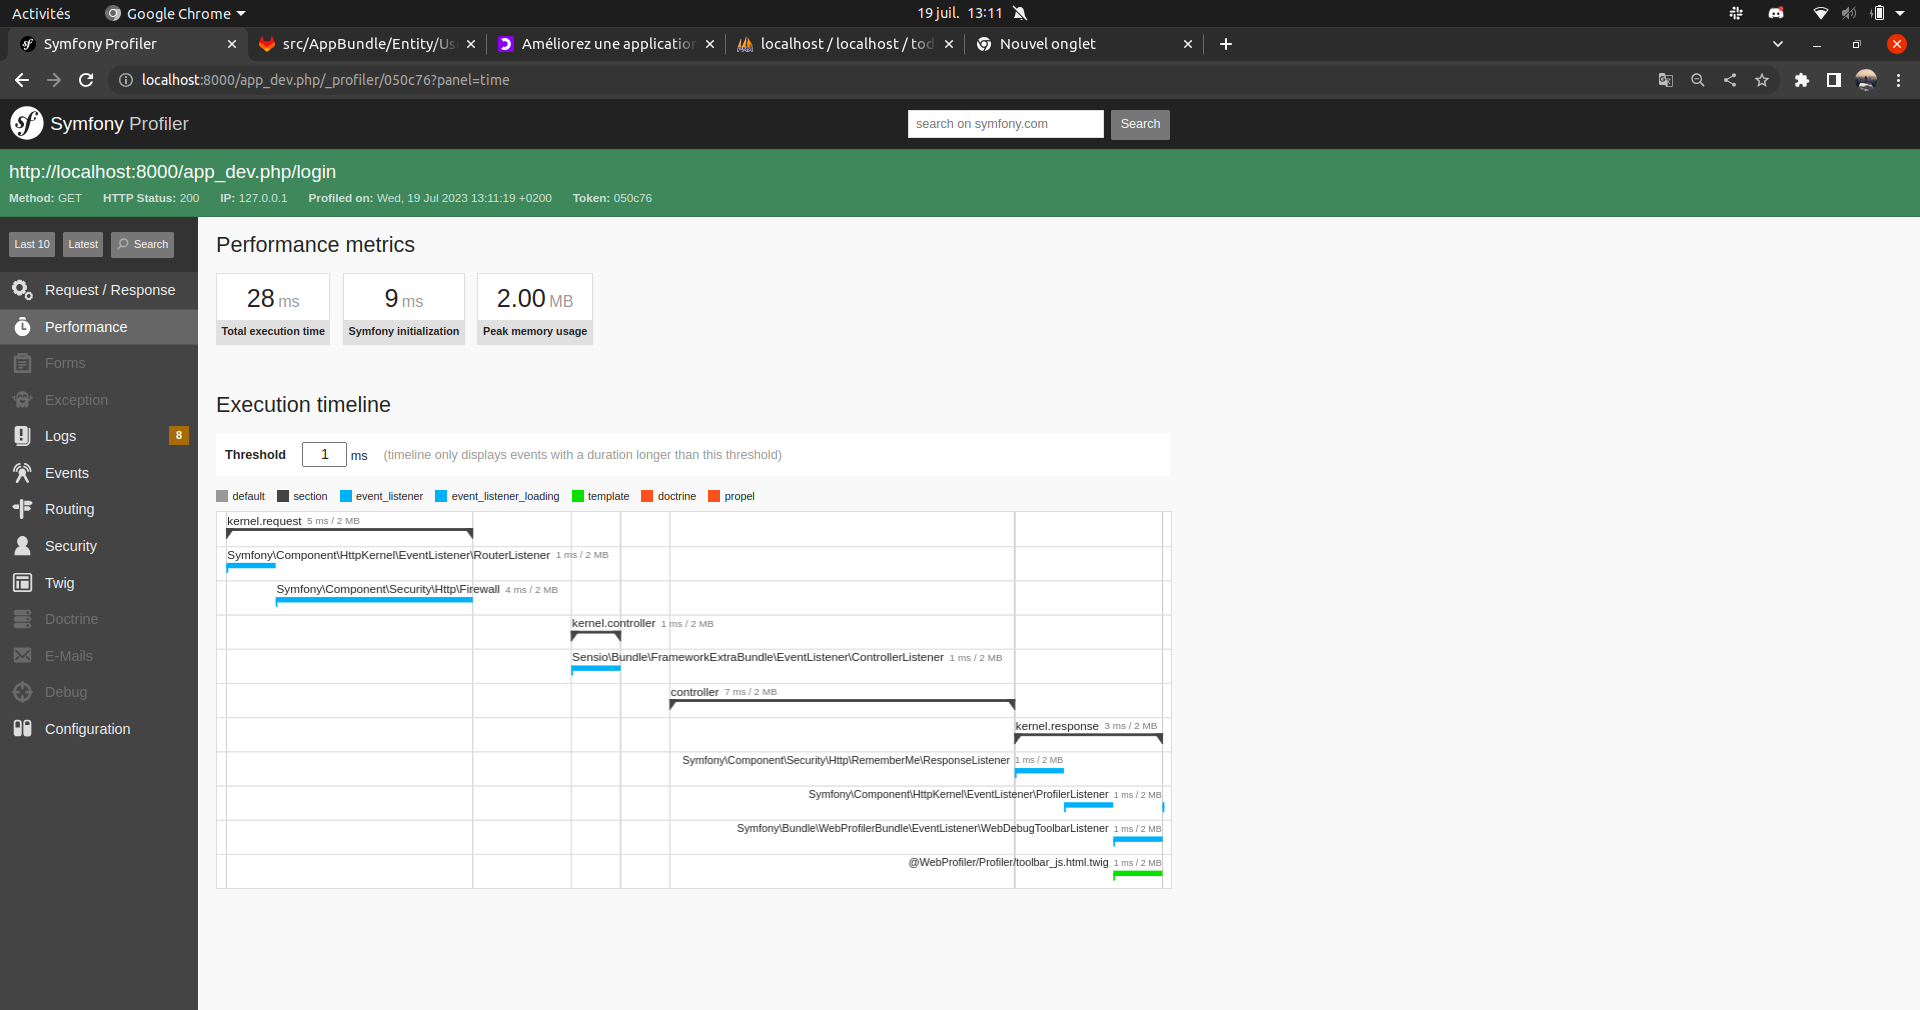 Activités
Google Chrome
19 juil. 13:11
Symfony Profiler
src/AppBundle/Entity/Us
Améliorez une application
localhost / localhost / tod
Nouvel onglet
localhost:8000/app_dev.php/_profiler/050c76?panel=time
sf Symfony Profiler
search on symfony.com
Search
http://localhost:8000/app_dev.php/login
Method: GET HTTP Status: 200 IP: 127.0.0.1 Profiled on: Wed, 19 Jul 2023 13:11:19 +0200 Token: 050c76
Last 10
Latest
Search
Request / Response
Performance
Forms
Exception
Logs 8
Events
Routing
Security
Twig
Doctrine
E-Mails
Debug
Configuration
Performance metrics
28 ms
Total execution time
9 ms
Symfony initialization
2.00 MB
Peak memory usage
Execution timeline
Threshold 1 ms (timeline only displays events with a duration longer than this threshold)
default section event_listener event_listener_loading template doctrine propel
kernel.request 5 ms / 2 MB
Symfony\Component\HttpKernel\EventListener\RouterListener 1 ms / 2 MB
Symfony\Component\Security\Http\Firewall 4 ms / 2 MB
kernel.controller 1 ms / 2 MB
Sensio\Bundle\FrameworkExtraBundle\EventListener\ControllerListener 1 ms / 2 MB
controller 7 ms / 2 MB
kernel.response 3 ms / 2 MB
Symfony\Component\Security\Http\RememberMe\ResponseListener 1 ms / 2 MB
Symfony\Component\HttpKernel\EventListener\ProfilerListener 1 ms / 2 MB
Symfony\Bundle\WebProfilerBundle\EventListener\WebDebugToolbarListener 1 ms / 2 MB
@WebProfiler/Profiler/toolbar_js.html.twig 1 ms / 2 MB